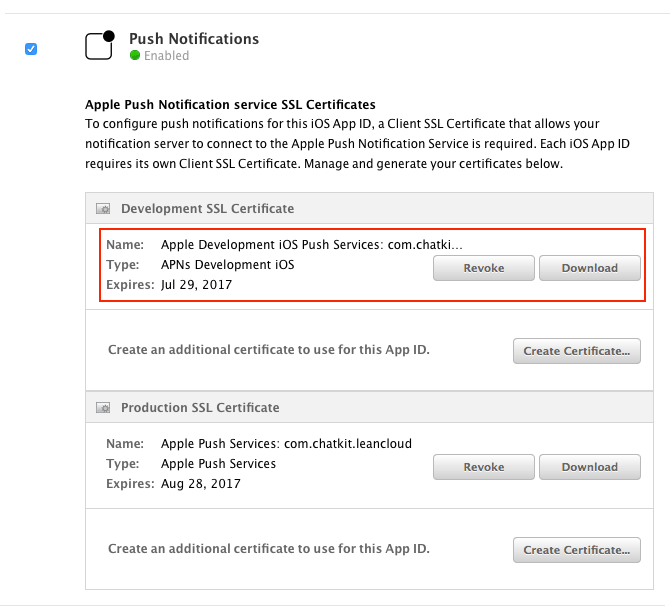 Push Notifications
Enabled
Apple Push Notification service SSL Certificates
To configure push notifications for this iOS App ID, a Client SSL Certificate that allows your
notification server to connect to the Apple Push Notification Service is required. Each iOS App ID
requires its own Client SSL Certificate. Manage and generate your certificates below.
Development SSL Certificate
Name: Apple Development iOS Push Services: com.chatki...
Type: APNs Development iOS
Revoke Download
Expires: Jul 29, 2017
Create an additional certificate to use for this App ID.
Create Certificate...
Production SSL Certificate
Name: Apple Push Services: com.chatkit.leancloud
Type: Apple Push Services
Revoke Download
Expires: Aug 28, 2017
Create an additional certificate to use for this App ID.
Create Certificate...